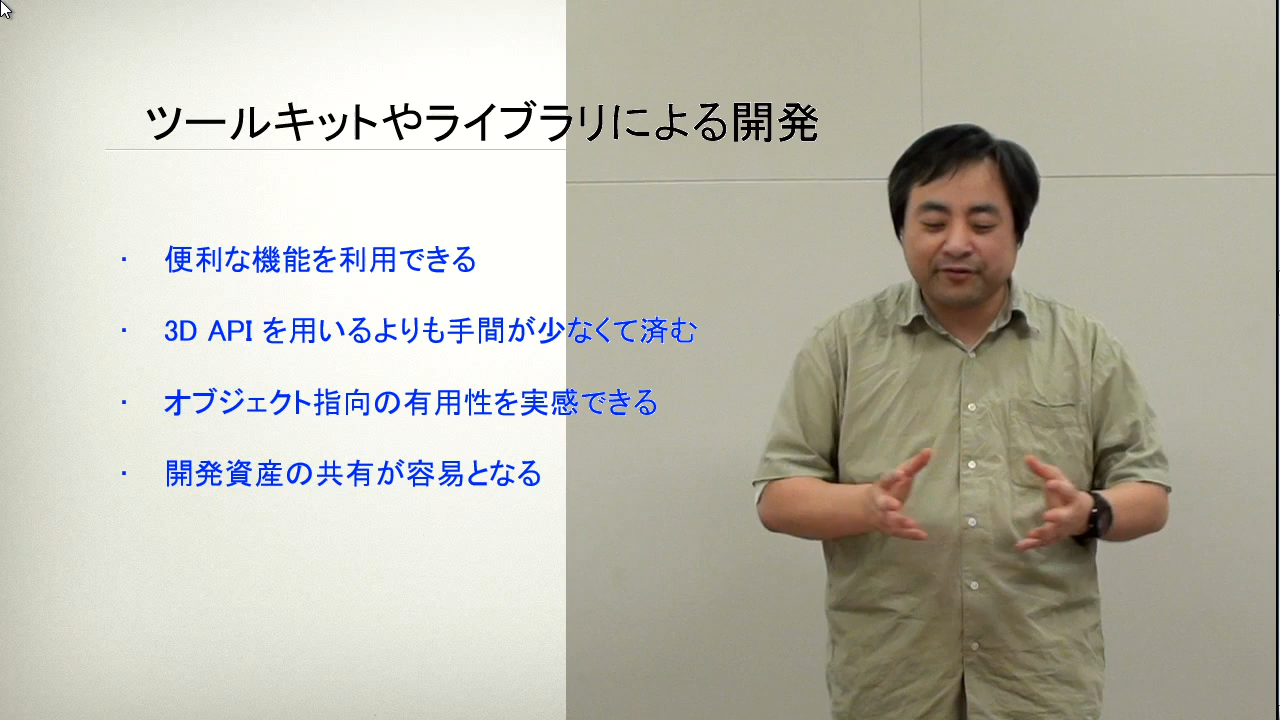 ツールキットやライブラリによる開発
・ 便利な機能を利用できる
・ 3D API を用いるよりも手間が少なくて済む
・ オブジェクト指向の有用性を実感できる
・ 開発資産の共有が容易となる